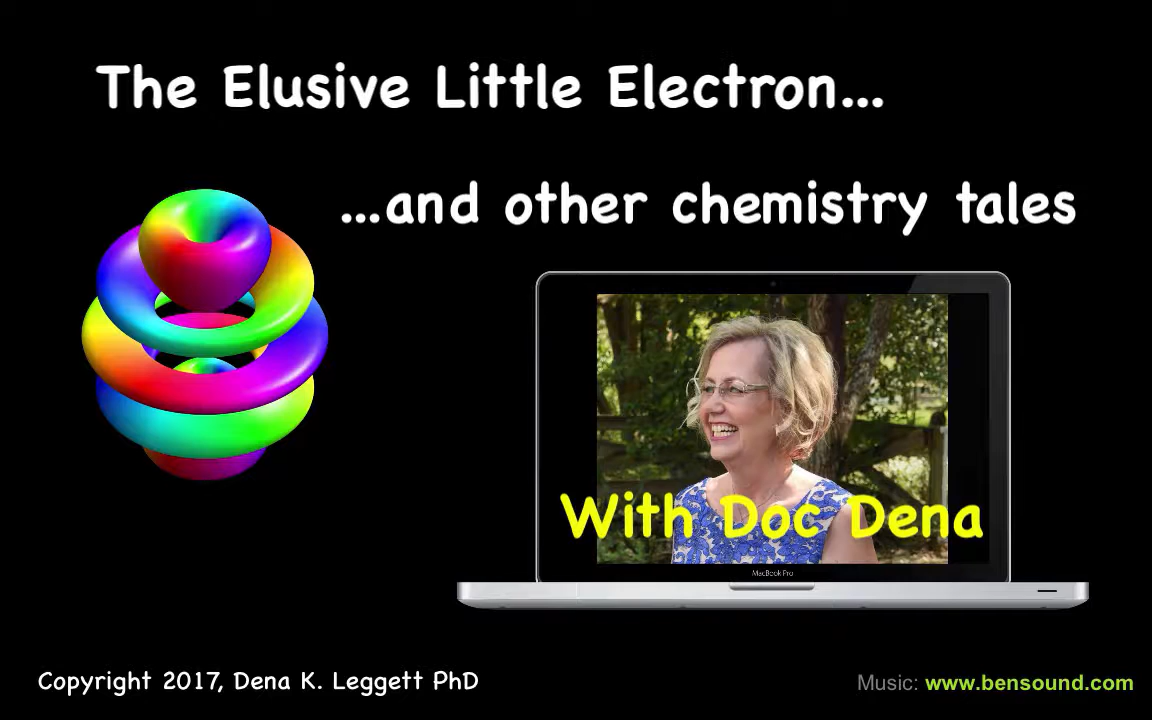 The Elusive Little Electron...
...and other chemistry tales
With Doc Dena
MacBook Pro
Copyright 2017, Dena K. Leggett PhD
Music: www.bensound.com